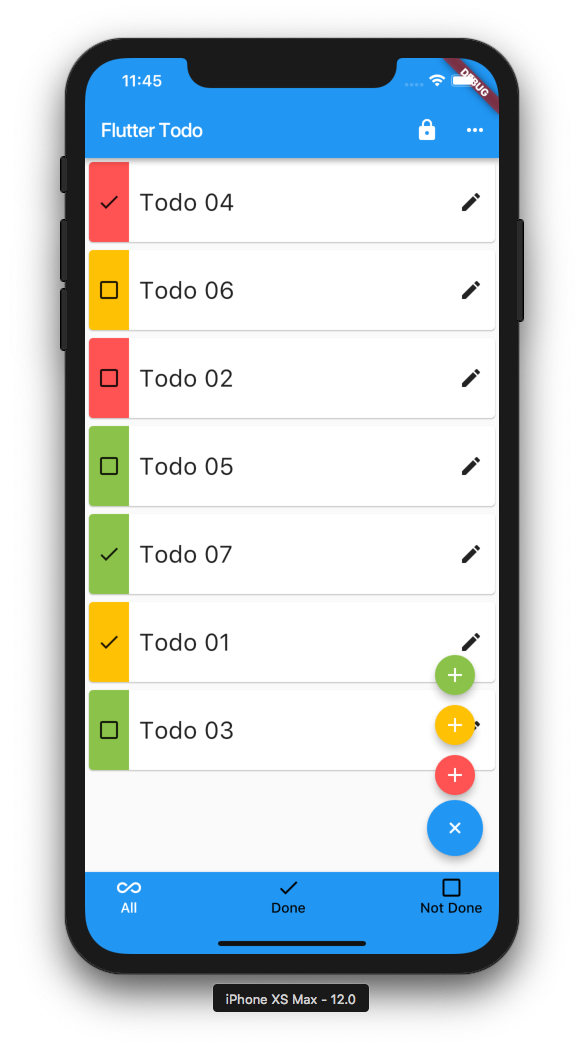 11:45
DEBUG
Flutter Todo
Todo 04
Todo 06
Todo 02
Todo 05
Todo 07
Todo 01
Todo 03
All
Done
Not Done
iPhone XS Max - 12.0